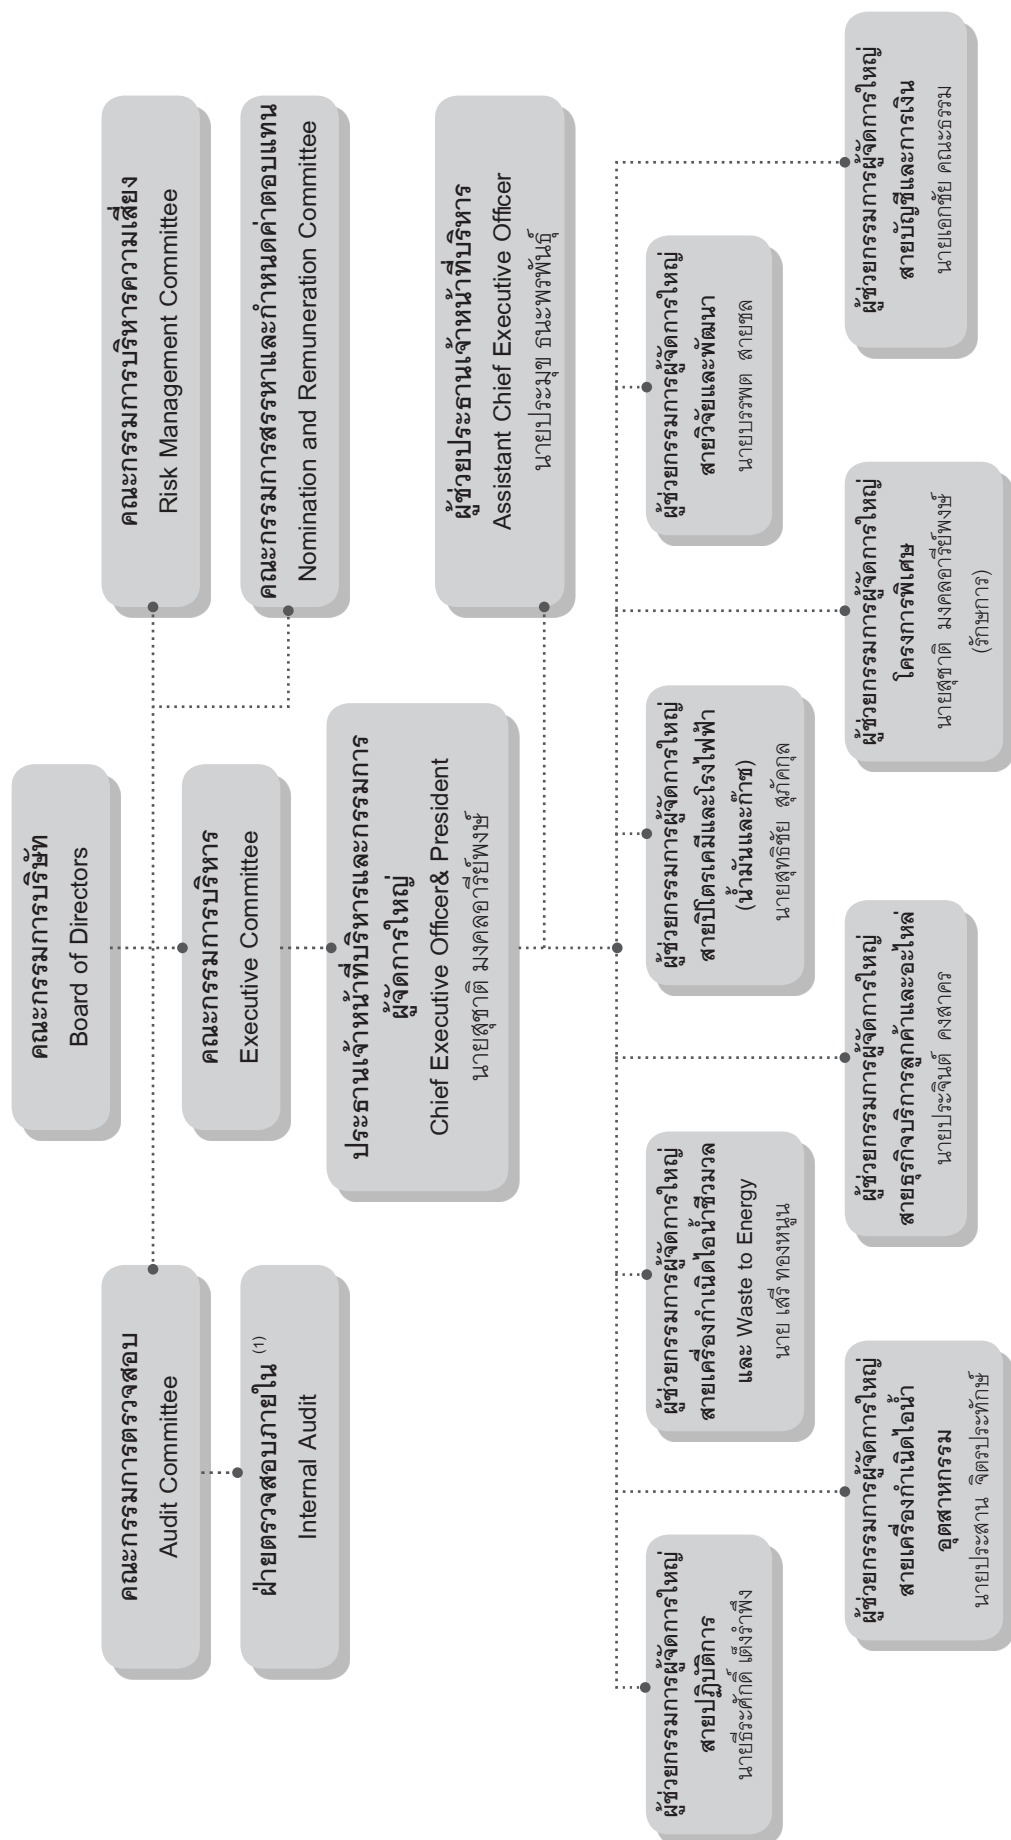 คณะกรรมการบริษัท
Board of Directors
คณะกรรมการตรวจสอบ
Audit Committee
คณะกรรมการบริหารความเสี่ยง
Risk Management Committee
คณะกรรมการบริหาร
Executive Committee
ฝ่ายตรวจสอบภายใน (1)
Internal Audit
คณะกรรมการสรรหาและกำหนดค่าตอบแทน
Nomination and Remuneration Committee
ประธานเจ้าหน้าที่บริหารและกรรมการ
ผู้จัดการใหญ่
Chief Executive Officer& President
นายสุชาติ มงคลอารีย์พงษ์
ผู้ช่วยประธานเจ้าหน้าที่บริหาร
Assistant Chief Executive Officer
นายประมุข ธนะพรพันธุ์
ผู้ช่วยกรรมการผู้จัดการใหญ่
สายปฏิบัติการ
นายธีระศักดิ์ เต็งรำพึง
ผู้ช่วยกรรมการผู้จัดการใหญ่
สายเครื่องกำเนิดไอน้ำชีวมวล
และ Waste to Energy
นาย เสรี ทองหนูน
ผู้ช่วยกรรมการผู้จัดการใหญ่
สายปิโตรเคมีและโรงไฟฟ้า
(น้ำมันและก๊าซ)
นายสุทธิชัย สุภัคกุล
ผู้ช่วยกรรมการผู้จัดการใหญ่
สายวิจัยและพัฒนา
นายบรรพต สายชล
ผู้ช่วยกรรมการผู้จัดการใหญ่
สายเครื่องกำเนิดไอน้ำ
อุตสาหกรรม
นายประสาน จิตรประทักษ์
ผู้ช่วยกรรมการผู้จัดการใหญ่
สายธุรกิจบริการลูกค้าและอะไหล่
นายประจินต์ คงสาคร
ผู้ช่วยกรรมการผู้จัดการใหญ่
โครงการพิเศษ
นายสุชาติ มงคลอารีย์พงษ์
(รักษการ)
ผู้ช่วยกรรมการผู้จัดการใหญ่
สายบัญชีและการเงิน
นายเอกชัย คณะธรรม